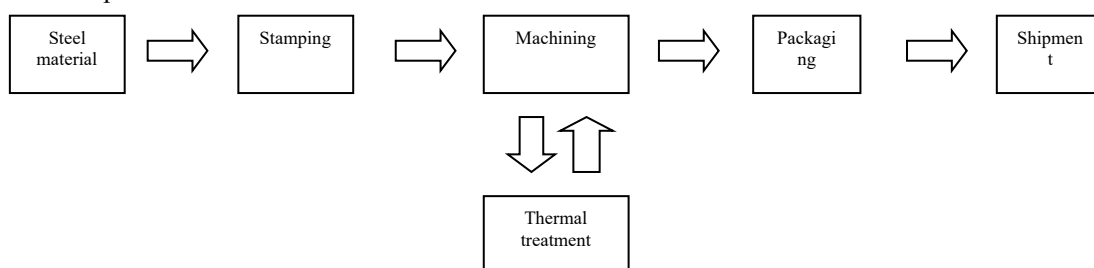 Steel
material
Stamping
Machining
Packagi
ng
Shipmen
t
Thermal
treatment